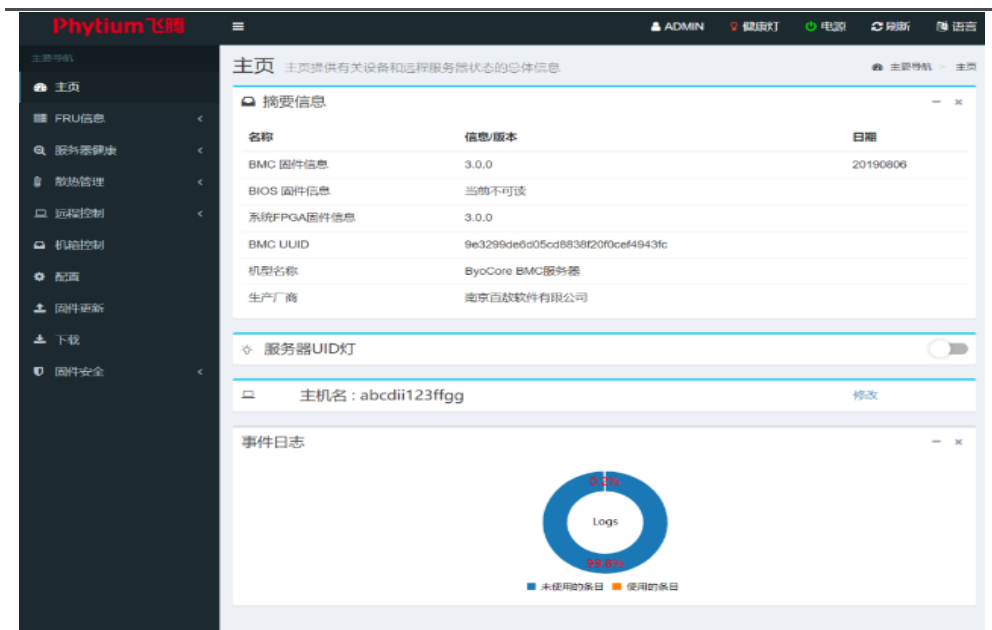 Phytium飞腾
ADMIN 健康灯 电源 刷新 语言
主要导航
主页
FRU信息
服务器健康
散热管理
远程控制
机箱控制
配置
固件更新
下载
固件安全
主页 主页提供有关设备和远程服务器状态的总体信息
主要导航 > 主页
摘要信息
名称 信息/版本 日期
BMC 固件信息 3.0.0 20190806
BIOS 固件信息 当前不可读
系统FPGA固件信息 3.0.0
BMC UUID 9e3299de6d05cd8838f20f0cef4943fc
机型名称 ByoCore BMC服务器
生产厂商 南京百敖软件有限公司
服务器UID灯
主机名 : abcdii123ffgg 修改
事件日志
0.2%
Logs
99.8%
未使用的条目 使用的条目